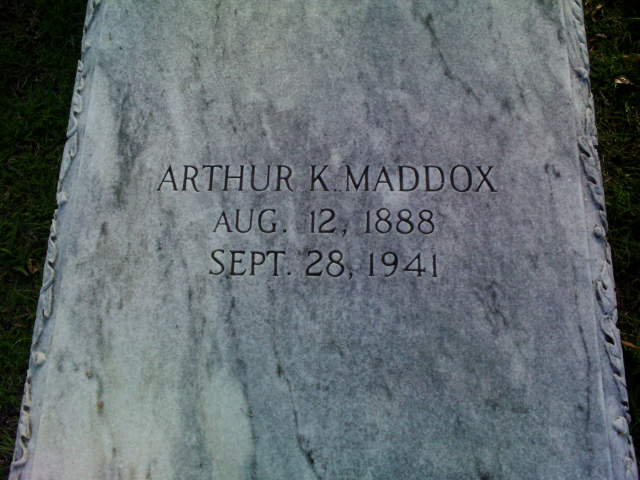 ARTHUR K. MADDOX
AUG. 12, 1888
SEPT. 28, 1941